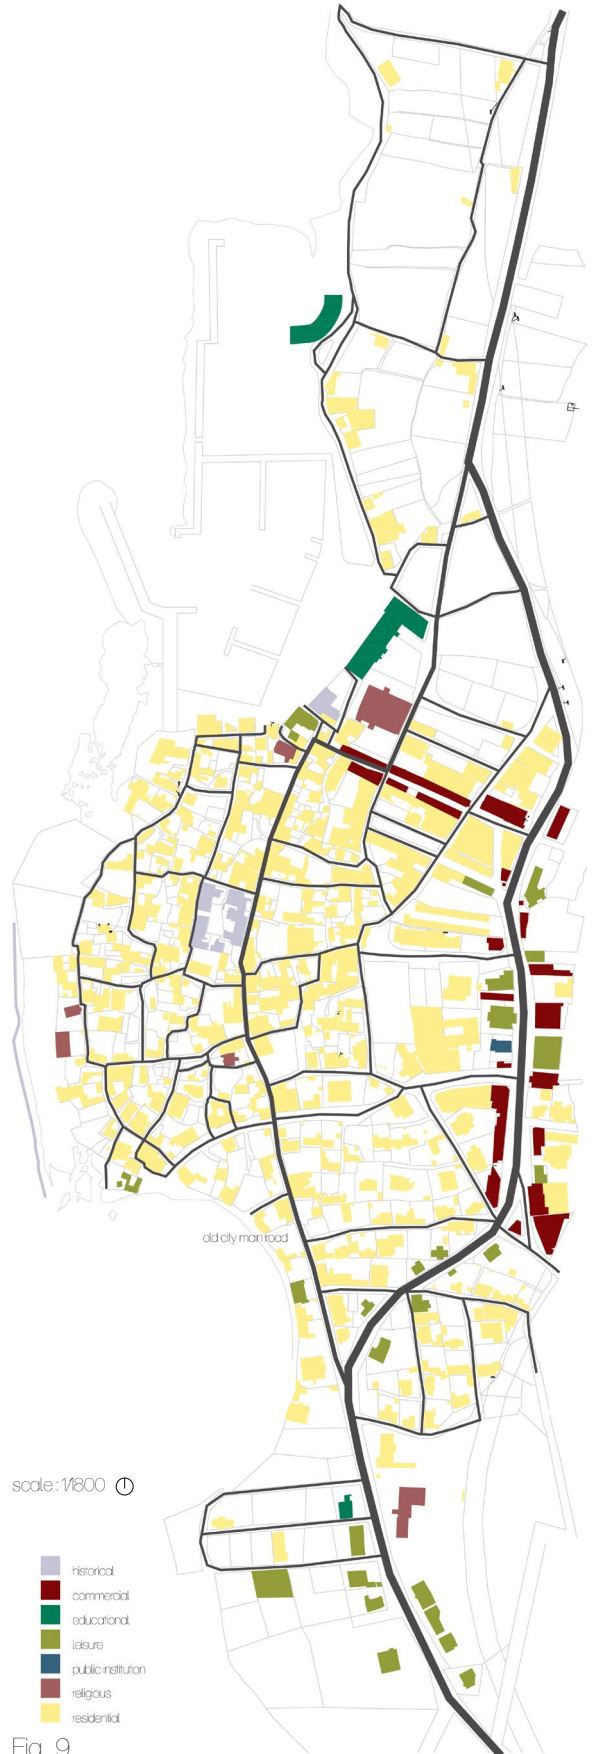 old city main road
scale : 1/1800
historical
commercial
educational
leisure
public institution
religious
residential
Fig. 9